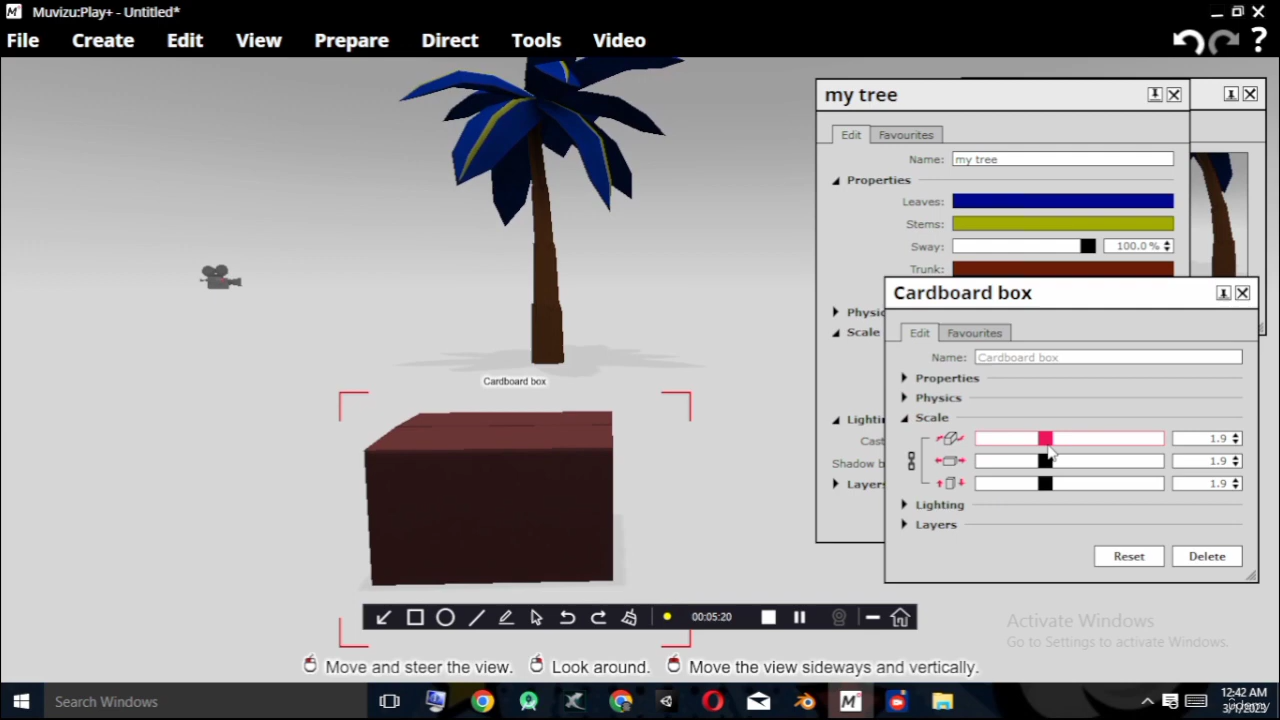 Muvizu:Play+ - Untitled*
File Create Edit View Prepare Direct Tools Video ?
my tree
Edit Favourites
Name: my tree
Properties
Leaves:
Stems:
Sway: 100.0 %
Trunk:
Scale
Layers
Cardboard box
Edit Favourites
Name: Cardboard box
Properties
Physics
Scale
1.9
1.9
1.9
Lighting
Layers
Reset Delete
Cardboard box
00:05:20
Activate Windows
Go to Settings to activate Windows.
Move and steer the view. Look around. Move the view sideways and vertically.
Search Windows
12:42 AM